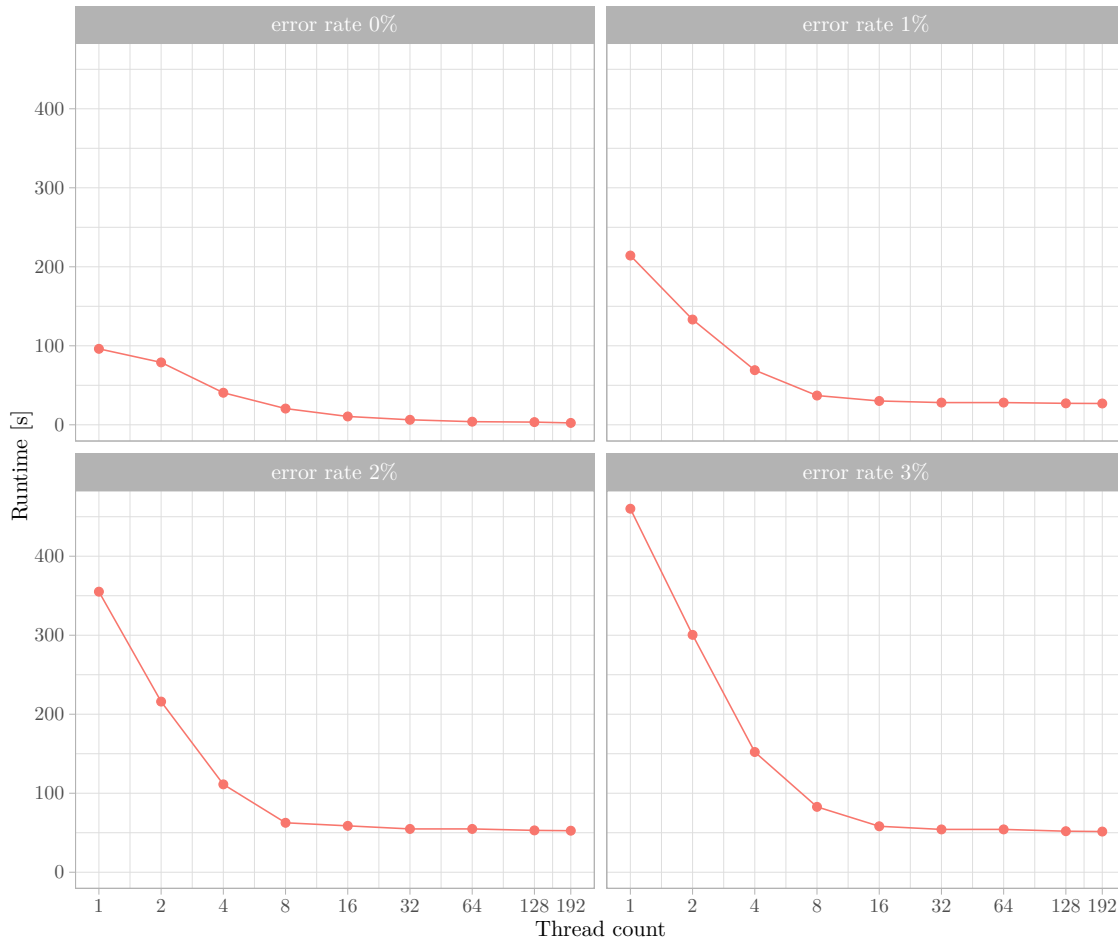 error rate 0%
error rate 1%
400
300
200
100
0
Runtime [s]
error rate 2%
error rate 3%
400
300
200
100
0
1 2 4 8 16 32 64 128 192
1 2 4 8 16 32 64 128 192
Thread count